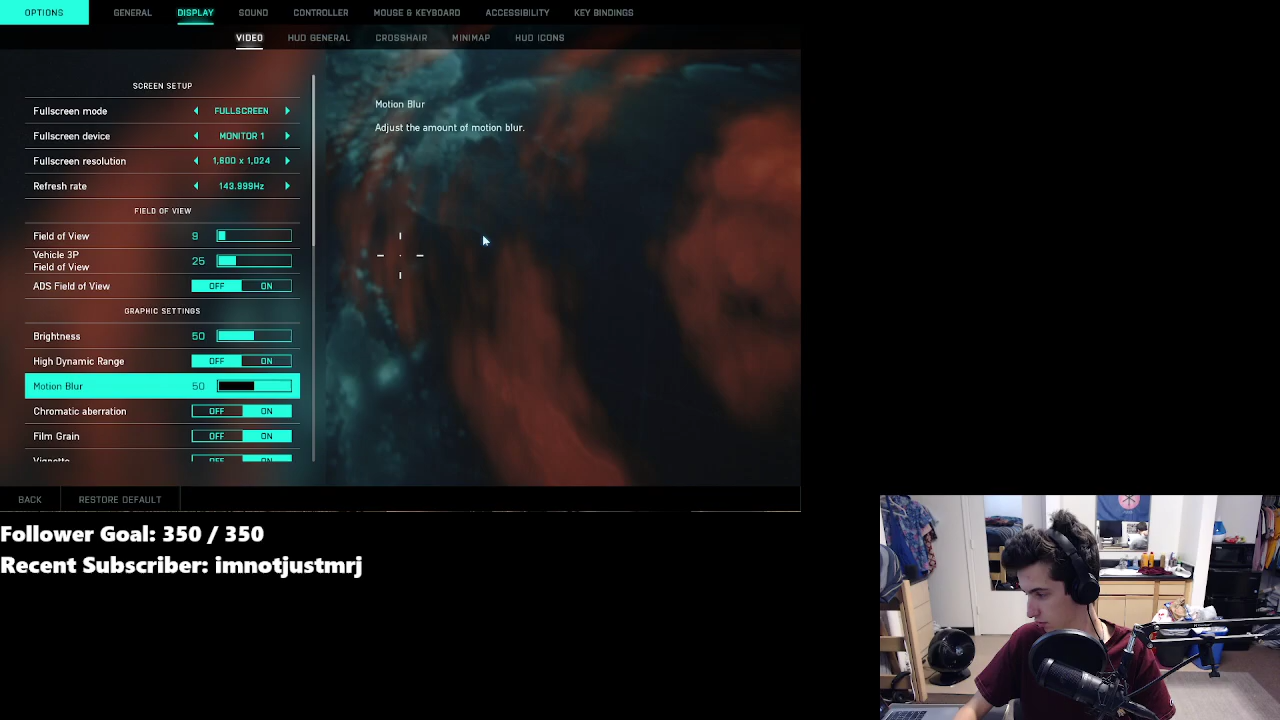 OPTIONS GENERAL DISPLAY SOUND CONTROLLER MOUSE & KEYBOARD ACCESSIBILITY KEY BINDINGS
VIDEO HUD GENERAL CROSSHAIR MINIMAP HUD ICONS
SCREEN SETUP
Fullscreen mode FULLSCREEN
Fullscreen device MONITOR 1
Fullscreen resolution 1,600 x 1,024
Refresh rate 143.999Hz
FIELD OF VIEW
Field of View 9
Vehicle 3P
Field of View 25
ADS Field of View OFF ON
GRAPHIC SETTINGS
Brightness 50
High Dynamic Range OFF ON
Motion Blur 50
Chromatic aberration OFF ON
Film Grain OFF ON
Vignette OFF ON
Motion Blur
Adjust the amount of motion blur.
BACK RESTORE DEFAULT
Follower Goal: 350 / 350
Recent Subscriber: imnotjustmrj